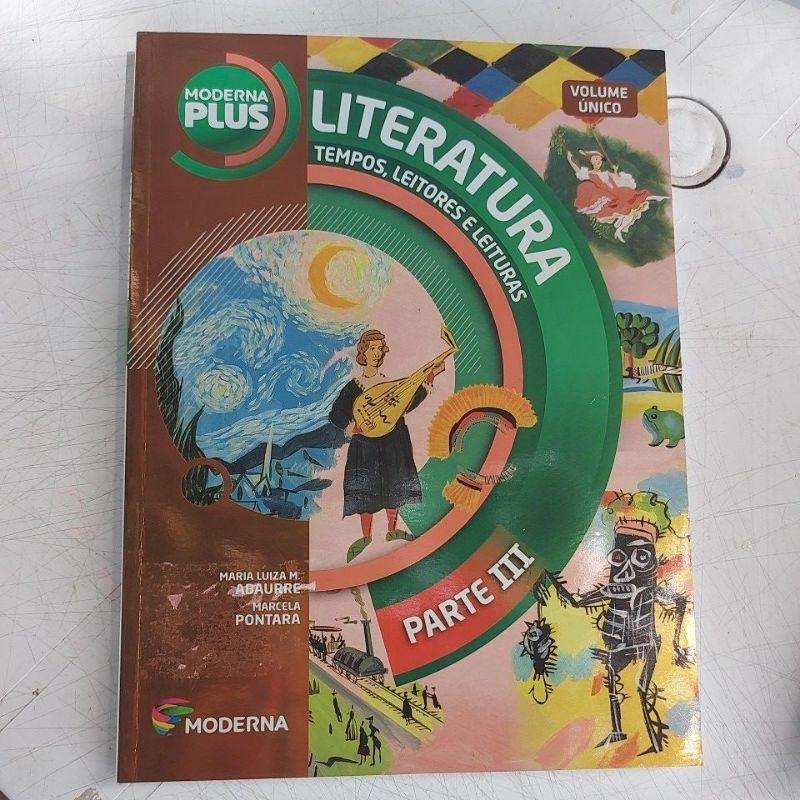 MODERNA
PLUS
LITERATURA
TEMPOS, LEITORES E LEITURAS
VOLUME
ÚNICO
PARTE III
MARIA LUIZA M.
ABAURRE
MARCELA
PONTARA
MODERNA